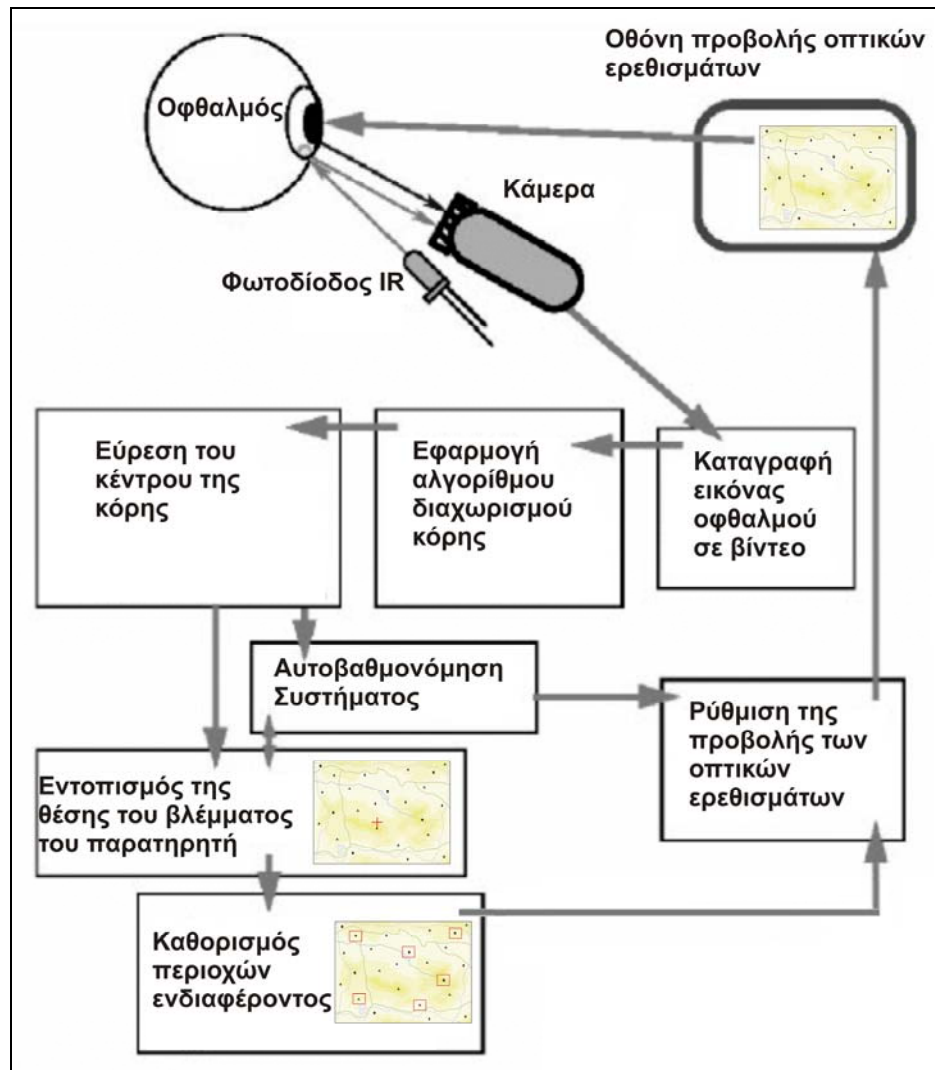 Οθόνη προβολής οπτικών
ερεθισμάτων
Οφθαλμός
Κάμερα
Φωτοδίοδος IR
Εύρεση του
κέντρου της
κόρης
Εφαρμογή
αλγορίθμου
διαχωρισμού
κόρης
Καταγραφή
εικόνας
οφθαλμού
σε βίντεο
Αυτοβαθμονόμηση
Συστήματος
Ρύθμιση της
προβολής των
οπτικών
ερεθισμάτων
Εντοπισμός της
θέσης του βλέμματος
του παρατηρητή
Καθορισμός
περιοχών
ενδιαφέροντος